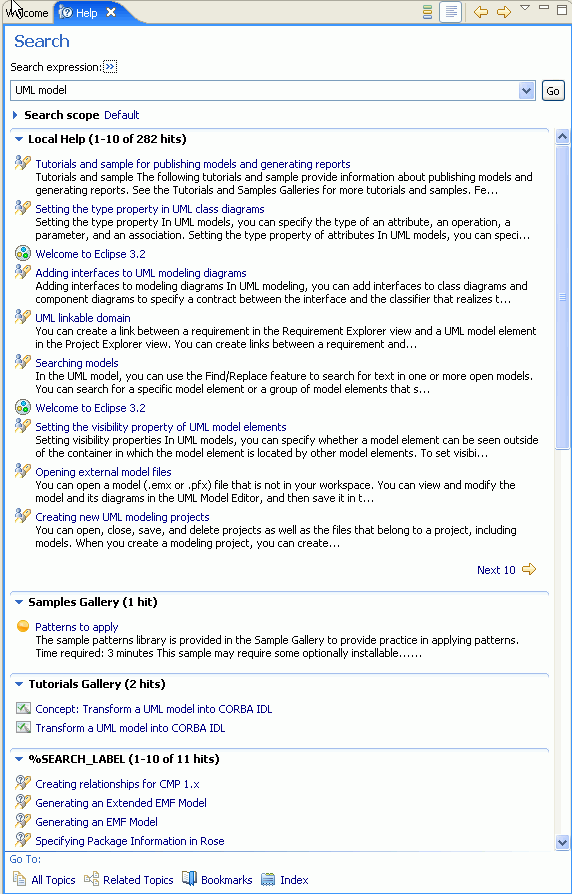 Welcome Help
Search
Search expression:
UML model Go
Search scope Default
Local Help (1-10 of 282 hits)
Tutorials and sample for publishing models and generating reports
Tutorials and sample The following tutorials and sample provide information about publishing models and
generating reports. See the Tutorials and Samples Galleries for more tutorials and samples. Fe...
Setting the type property in UML class diagrams
Setting the type property In UML models, you can specify the type of an attribute, an operation, a
parameter, and an association. Setting the type property of attributes In UML models, you can speci...
Welcome to Eclipse 3.2
Adding interfaces to UML modeling diagrams
Adding interfaces to modeling diagrams In UML modeling, you can add interfaces to class diagrams and
component diagrams to specify a contract between the interface and the classifier that realizes t...
UML linkable domain
You can create a link between a requirement in the Requirement Explorer view and a UML model element
in the Project Explorer view. You can create links between a requirement and...
Searching models
In the UML model, you can use the Find/Replace feature to search for text in one or more open models.
You can search for a specific model element or a group of model elements that s...
Welcome to Eclipse 3.2
Setting the visibility property of UML model elements
Setting visibility properties In UML models, you can specify whether a model element can be seen outside
of the container in which the model element is located by other model elements. To set visibi...
Opening external model files
You can open a model (.emx or .pfx) file that is not in your workspace. You can view and modify the
model and its diagrams in the UML Model Editor, and then save it in t...
Creating new UML modeling projects
You can open, close, save, and delete projects as well as the files that belong to a project, including
models. When you create a modeling project, you can create...
Next 10
Samples Gallery (1 hit)
Patterns to apply
The sample patterns library is provided in the Sample Gallery to provide practice in applying patterns.
Time required: 3 minutes This sample may require some optionally installable......
Tutorials Gallery (2 hits)
Concept: Transform a UML model into CORBA IDL
Transform a UML model into CORBA IDL
%SEARCH_LABEL (1-10 of 11 hits)
Creating relationships for CMP 1.x
Generating an Extended EMF Model
Generating an EMF Model
Specifying Package Information in Rose
Go To:
All Topics Related Topics Bookmarks Index